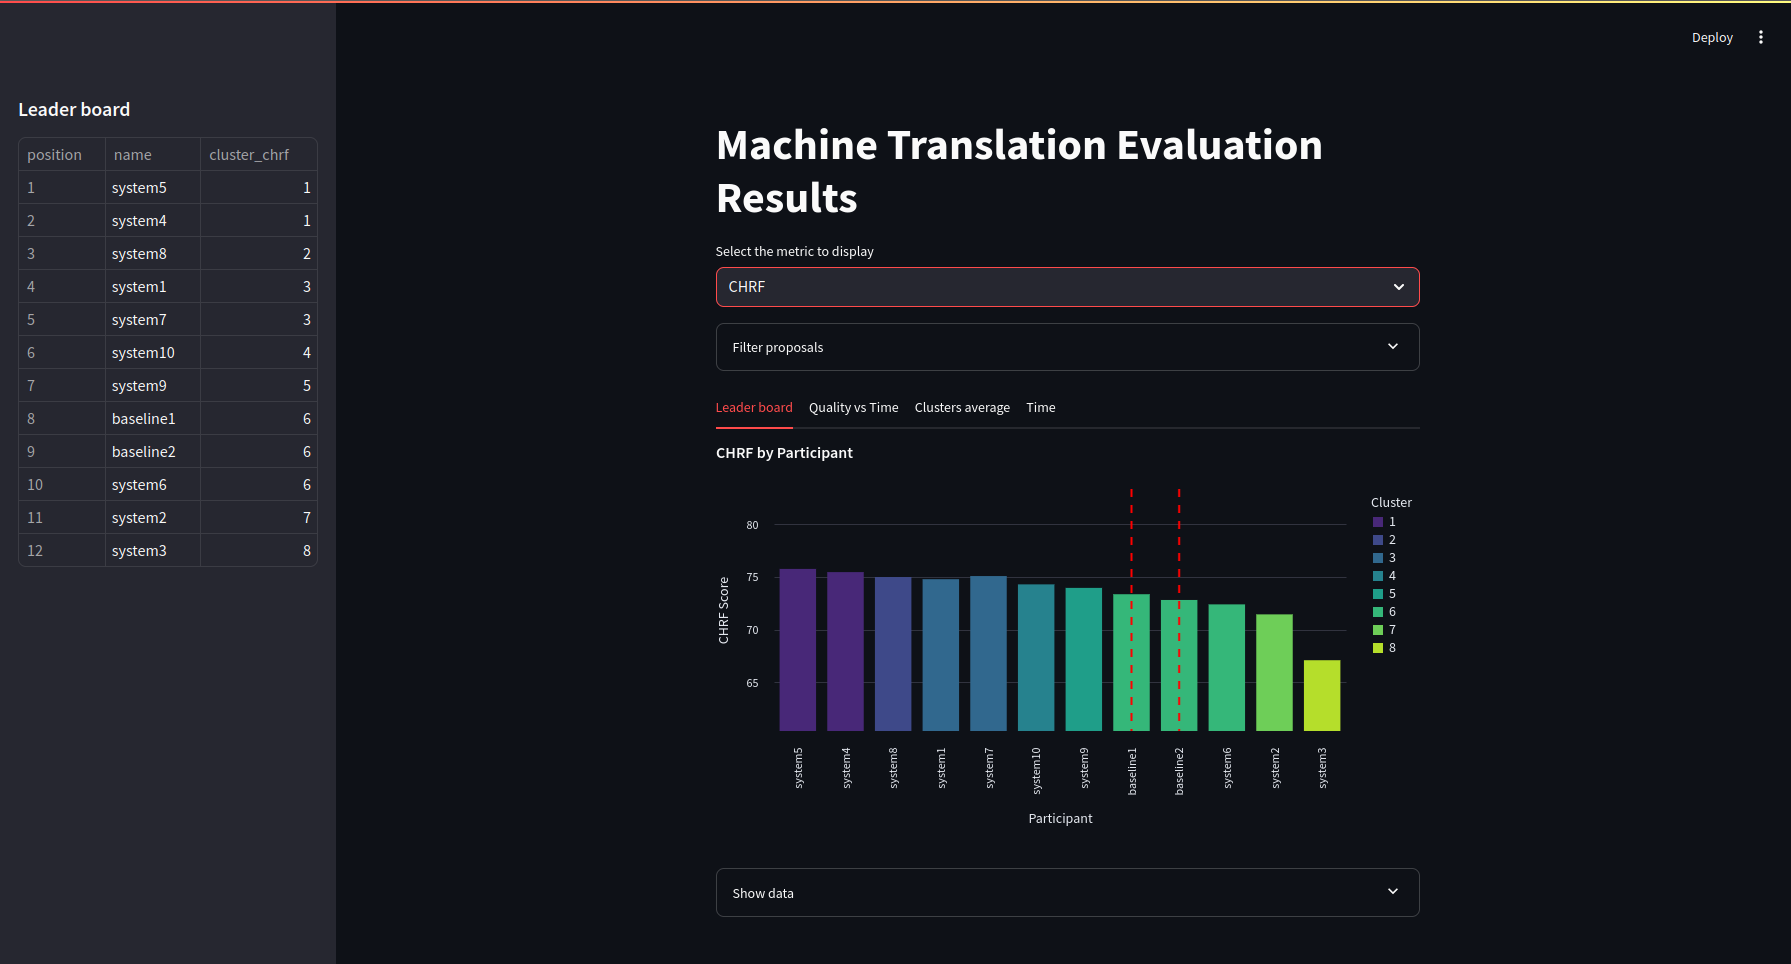 Deploy
Leader board
position name cluster_chrf
1 system5 1
2 system4 1
3 system8 2
4 system1 3
5 system7 3
6 system10 4
7 system9 5
8 baseline1 6
9 baseline2 6
10 system6 6
11 system2 7
12 system3 8
Machine Translation Evaluation
Results
Select the metric to display
CHRF
Filter proposals
Leader board Quality vs Time Clusters average Time
CHRF by Participant
CHRF Score
80
75
70
65
system5 system4 system8 system1 system7 system10 system9 baseline1 baseline2 system6 system2 system3
Participant
Cluster
1
2
3
4
5
6
7
8
Show data